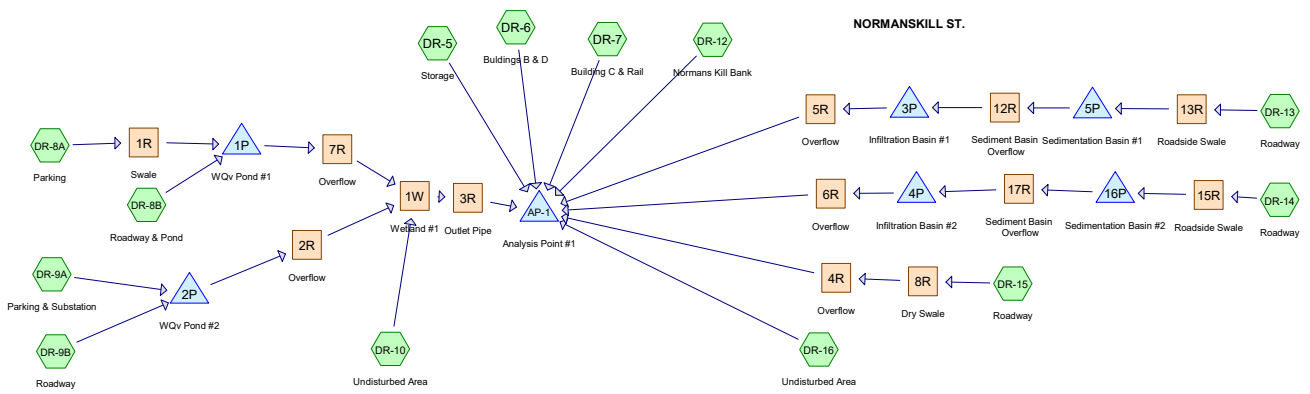 NORMANSKILL ST.
DR-5
Storage
DR-6
Buldings B & D
DR-7
Building C & Rail
DR-12
Normans Kill Bank
DR-8A
Parking
1R
Swale
1P
WQv Pond #1
7R
Overflow
DR-8B
Roadway & Pond
1W
Wetland #1
3R
Outlet Pipe
AP-1
Analysis Point #1
2R
Overflow
DR-9A
Parking & Substation
2P
WQv Pond #2
DR-9B
Roadway
DR-10
Undisturbed Area
5R
Overflow
3P
Infiltration Basin #1
12R
Sediment Basin
Overflow
5P
Sedimentation Basin #1
13R
Roadside Swale
DR-13
Roadway
6R
Overflow
4P
Infiltration Basin #2
17R
Sediment Basin
Overflow
16P
Sedimentation Basin #2
15R
Roadside Swale
DR-14
Roadway
4R
Overflow
8R
Dry Swale
DR-15
Roadway
DR-16
Undisturbed Area